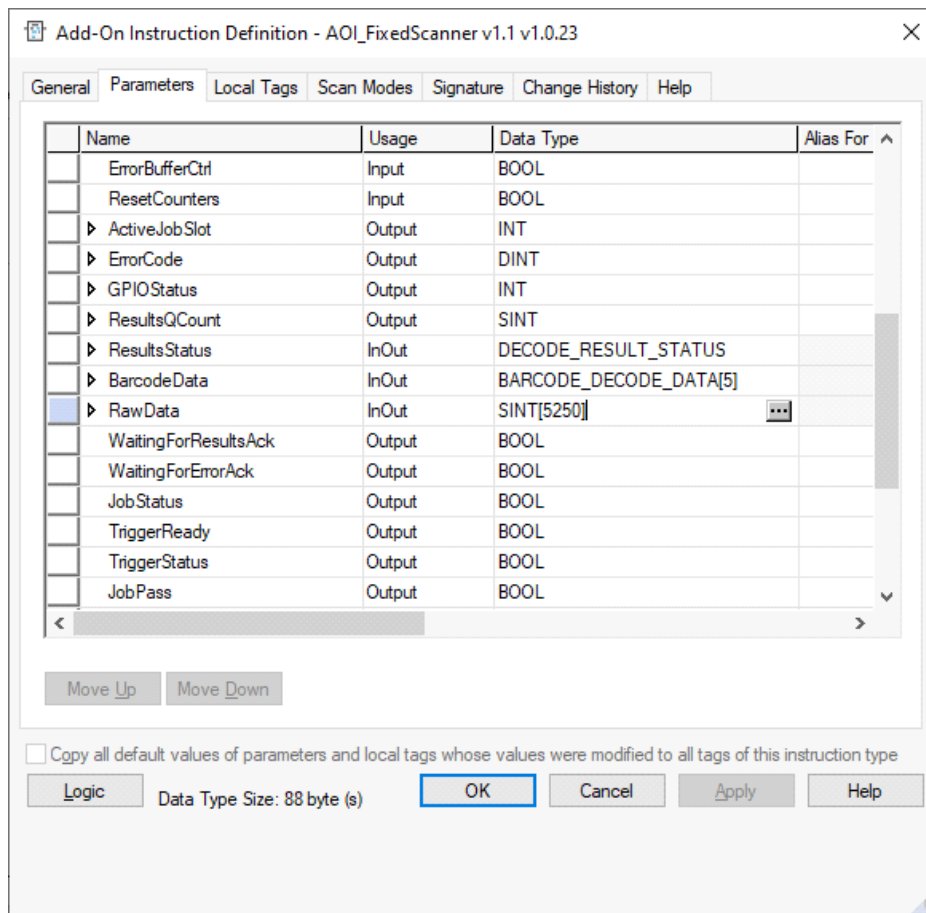 Add-On Instruction Definition - AOI_FixedScanner v1.1 v1.0.23
General Parameters Local Tags Scan Modes Signature Change History Help
Name Usage Data Type Alias For
ErrorBufferCtrl Input BOOL
ResetCounters Input BOOL
ActiveJobSlot Output INT
ErrorCode Output DINT
GPIOStatus Output INT
ResultsQCount Output SINT
ResultsStatus InOut DECODE_RESULT_STATUS
BarcodeData InOut BARCODE_DECODE_DATA[5]
RawData InOut SINT[5250] ...
WaitingForResultsAck Output BOOL
WaitingForErrorAck Output BOOL
JobStatus Output BOOL
TriggerReady Output BOOL
TriggerStatus Output BOOL
JobPass Output BOOL
Move Up Move Down
Copy all default values of parameters and local tags whose values were modified to all tags of this instruction type
Logic Data Type Size: 88 byte (s) OK Cancel Apply Help